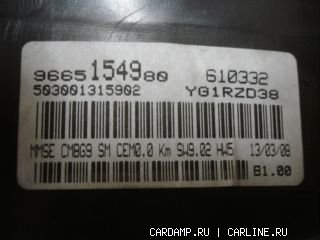 9665154980 610332
503001315902 YG1RZD38
MMSE CMBG9 SM CEM0.0 Km SW9.02 HW5 13/03/08
B1.00
CARDAMP.RU / CARLINE.RU